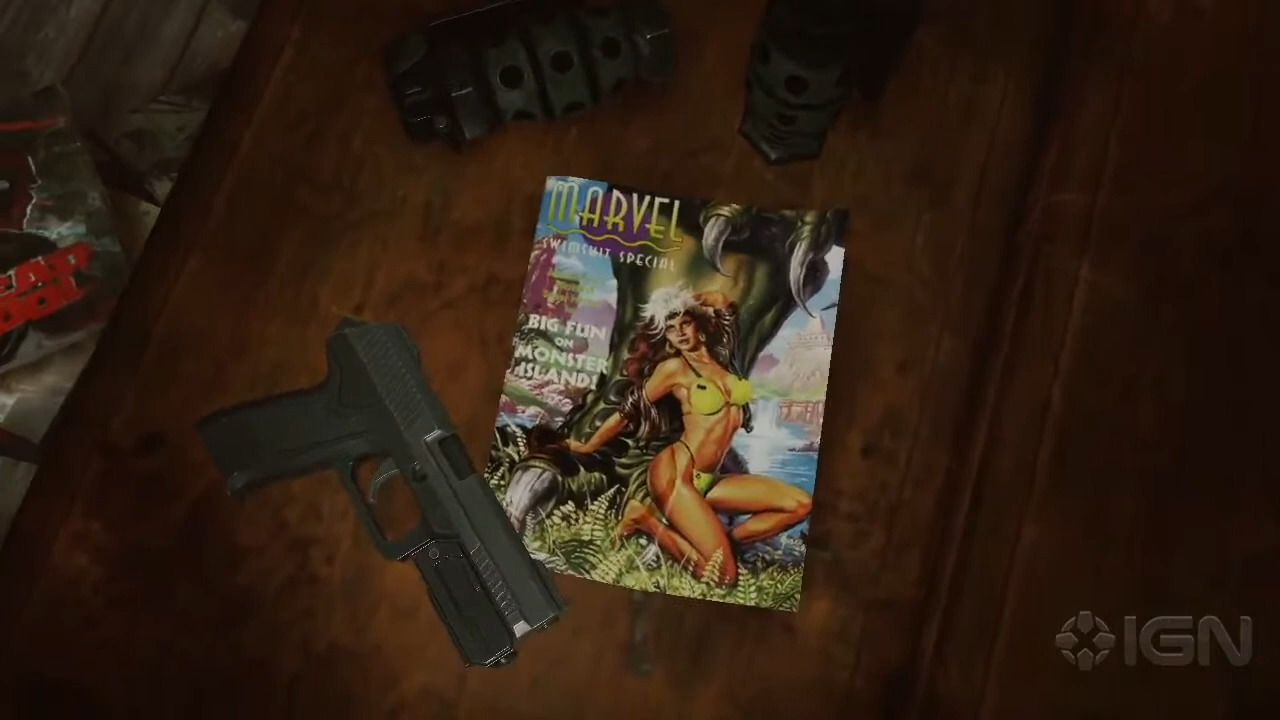 MARVEL
SWIMSUIT SPECIAL
BIG FUN
ON
MONSTER
ISLAND!
IGN